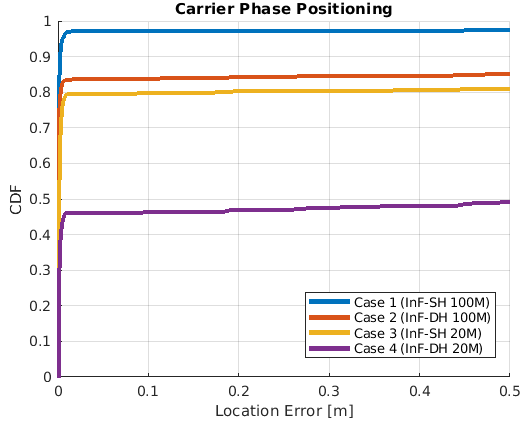 Carrier Phase Positioning
1
0.9
0.8
0.7
0.6
0.5
0.4
0.3
0.2
0.1
0
CDF
Case 1 (InF-SH 100M)
Case 2 (InF-DH 100M)
Case 3 (InF-SH 20M)
Case 4 (InF-DH 20M)
0 0.1 0.2 0.3 0.4 0.5
Location Error [m]